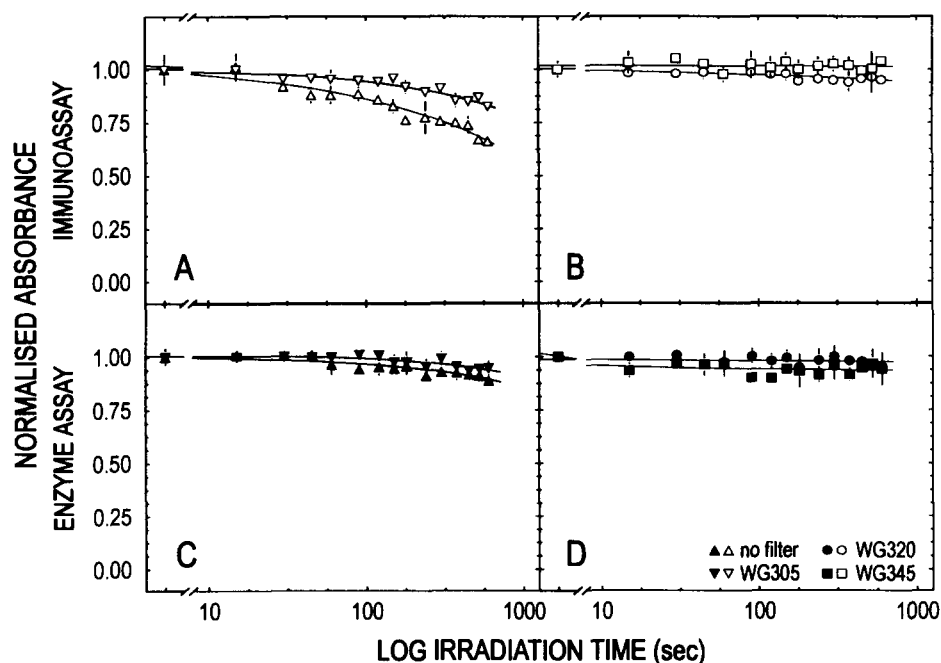 NORMALISED ABSORBANCE
IMMUNOASSAY
ENZYME ASSAY
1.00
0.75
0.50
0.25
0.00
A
B
1.00
0.75
0.50
0.25
0.00
C
D
no filter
WG320
WG305
WG345
10
100
1000
10
100
1000
LOG IRRADIATION TIME (sec)